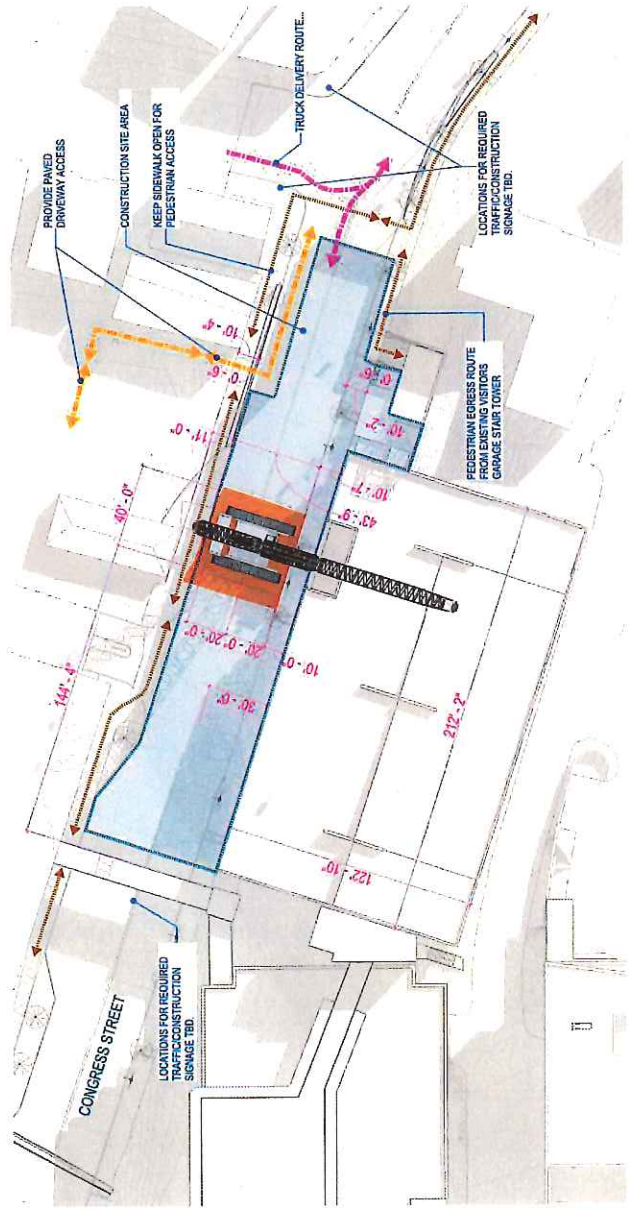 PROVIDE PAVED
DRIVEWAY ACCESS
CONSTRUCTION SITE AREA
KEEP SIDEWALK OPEN FOR
PEDESTRIAN ACCESS
TRUCK DELIVERY ROUTE...
LOCATIONS FOR REQUIRED
TRAFFIC/CONSTRUCTION
SIGNAGE TBD.
PEDESTRIAN EGRESS ROUTE
FROM EXISTING VISITORS
GARAGE STAIR TOWER
CONGRESS STREET
LOCATIONS FOR REQUIRED
TRAFFIC/CONSTRUCTION
SIGNAGE TBD.
144' - 4"
40' - 0"
11' - 0"
10' - 4"
10' - 2"
10' - 7"
43' - 9"
20' - 0"
20' - 0"
10' - 0"
30' - 6"
212' - 2"
122' - 10"